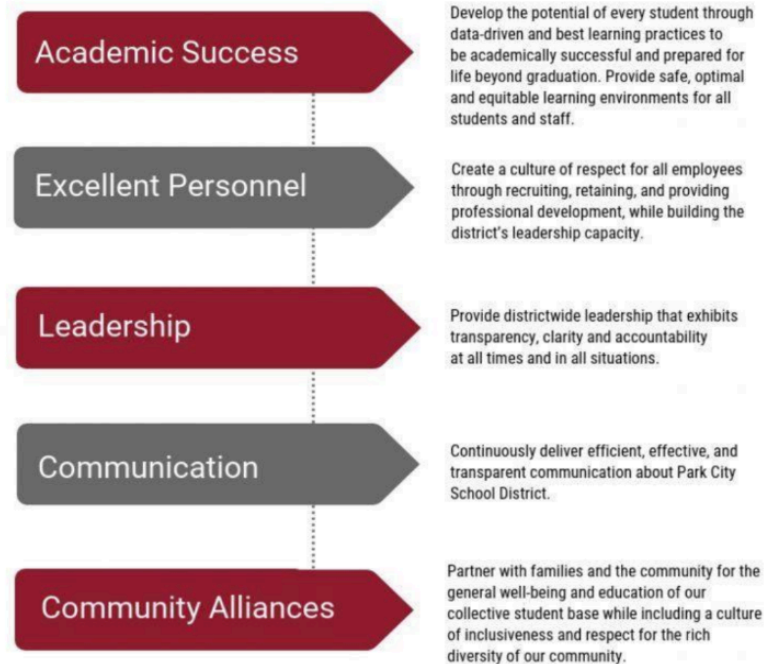 Academic Success
Develop the potential of every student through
data-driven and best learning practices to
be academically successful and prepared for
life beyond graduation. Provide safe, optimal
and equitable learning environments for all
students and staff.
Excellent Personnel
Create a culture of respect for all employees
through recruiting, retaining, and providing
professional development, while building the
district's leadership capacity.
Leadership
Provide districtwide leadership that exhibits
transparency, clarity and accountability
at all times and in all situations.
Communication
Continuously deliver efficient, effective, and
transparent communication about Park City
School District.
Community Alliances
Partner with families and the community for the
general well-being and education of our
collective student base while including a culture
of inclusiveness and respect for the rich
diversity of our community.